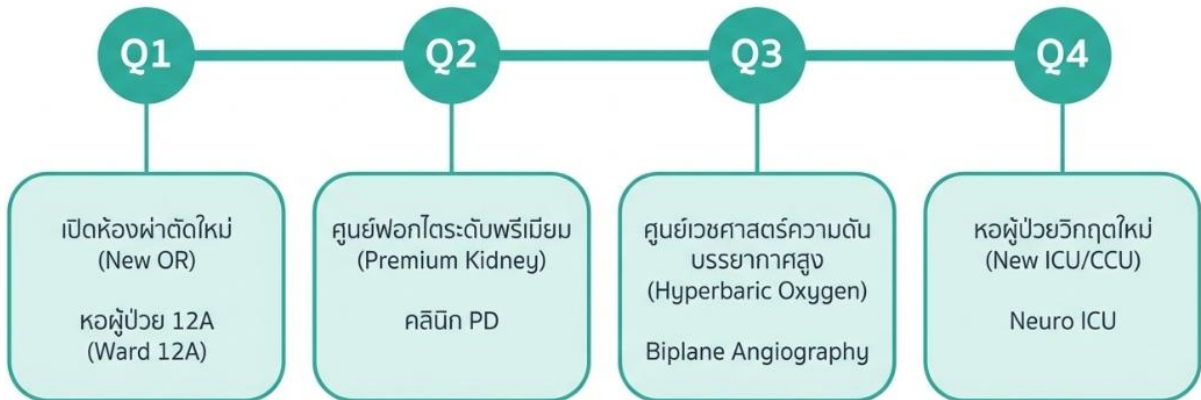 Q1
Q2
Q3
Q4
เปิดห้องผ่าตัดใหม่
(New OR)
หอผู้ป่วย 12A
(Ward 12A)
ศูนย์ฟอกไตระดับพรีเมียม
(Premium Kidney)
คลินิก PD
ศูนย์เวชศาสตร์ความดัน
บรรยากาศสูง
(Hyperbaric Oxygen)
Biplane Angiography
หอผู้ป่วยวิกฤตใหม่
(New ICU/CCU)
Neuro ICU